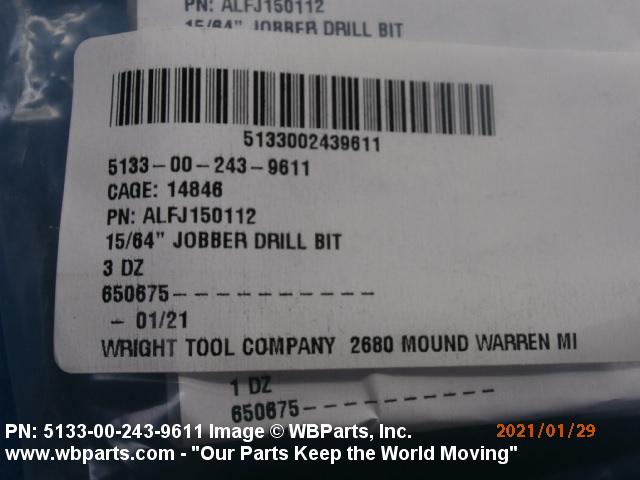 PN: ALFJ150112
15/64" JOBBER DRILL BIT
5133002439611
5133-00-243-9611
CAGE: 14846
PN: ALFJ150112
15/64" JOBBER DRILL BIT
3 DZ
650675-----------
- 01/21
WRIGHT TOOL COMPANY 2680 MOUND WARREN MI
1 DZ
650675-----------
PN: 5133-00-243-9611 Image © WBParts, Inc. 2021/01/29
www.wbparts.com - "Our Parts Keep the World Moving"